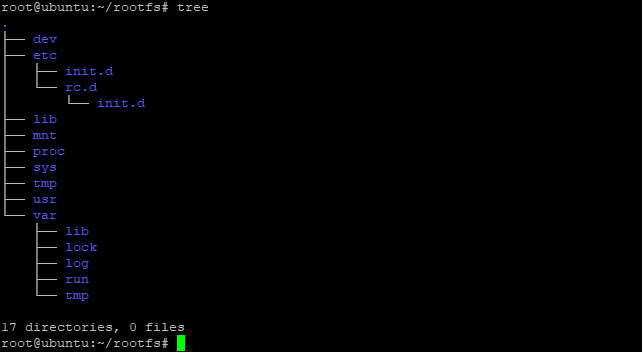 root@ubuntu:~/rootfs# tree
.
├── dev
├── etc
│   ├── init.d
│   └── rc.d
│       └── init.d
├── lib
├── mnt
├── proc
├── sys
├── tmp
├── usr
└── var
    ├── lib
    ├── lock
    ├── log
    ├── run
    └── tmp

17 directories, 0 files
root@ubuntu:~/rootfs#